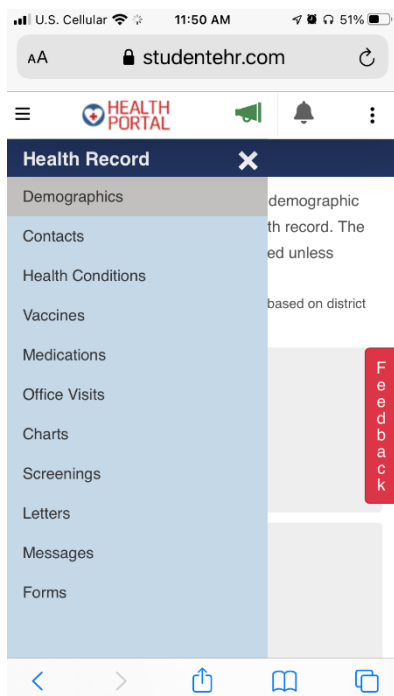 U.S. Cellular 11:50 AM 51%
AA studentehr.com
HEALTH
PORTAL
Health Record
Demographics
demographic
Contacts
th record. The
ed unless
Health Conditions
based on district
Vaccines
Medications
Office Visits
Charts
Screenings
Letters
Messages
Forms
Feedback